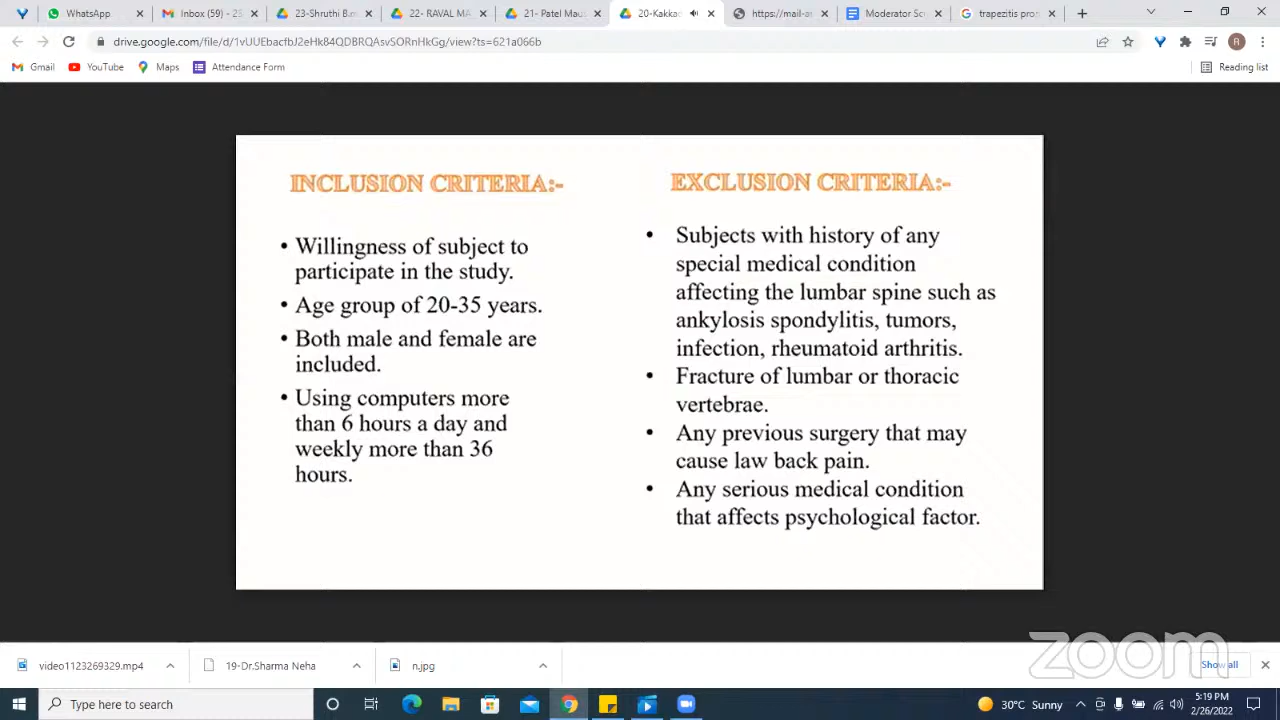 WhatsApp
Inbox (59) - 2S
23-Shruthi B.m
22- RAVAL MA
21- Patel Maus
20-Kakka
https://mail-a
Moderator Sc
trapezitis prop
drive.google.com/file/d/1vUUEbacfbJ2eHk84QDBRQAsvSORnHkGg/view?ts=621a066b
R
Gmail
YouTube
Maps
Attendance Form
Reading list
INCLUSION CRITERIA:-
• Willingness of subject to
participate in the study.
• Age group of 20-35 years.
• Both male and female are
included.
• Using computers more
than 6 hours a day and
weekly more than 36
hours.
EXCLUSION CRITERIA:-
• Subjects with history of any
special medical condition
affecting the lumbar spine such as
ankylosis spondylitis, tumors,
infection, rheumatoid arthritis.
• Fracture of lumbar or thoracic
vertebrae.
• Any previous surgery that may
cause law back pain.
• Any serious medical condition
that affects psychological factor.
zoom
video1123269329.mp4
19-Dr.Sharma Neha
n.jpg
Show all
Type here to search
30°C Sunny
5:19 PM
2/26/2022